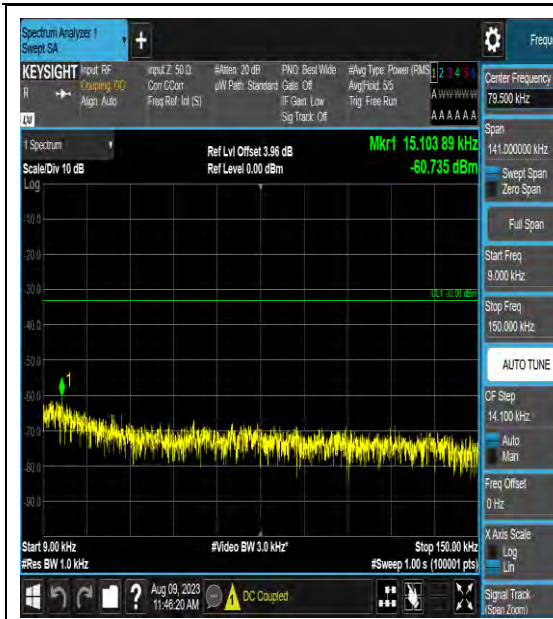 Spectrum Analyzer 1
Swept SA
+
Frequ
KEYSIGHT
R
Input: RF
Coupling: DC
Align: Auto
Input Z: 50 Ω
Corr CCorr
Freq Ref: Int (S)
#Atten: 20 dB
µW Path: Standard
PNO: Best Wide
Gate: Off
IF Gain: Low
Sig Track: Off
#Avg Type: Power (RMS
Avg|Hold: 5/5
Trig: Free Run
1 2 3 4 5 6
A W W W W W
A A A A A A
LXI
1 Spectrum
Scale/Div 10 dB
Log
Ref Lvl Offset 3.96 dB
Ref Level 0.00 dBm
Mkr1 15.103 89 kHz
-60.735 dBm
-10.0
-20.0
-30.0
DL1 -33.00 dBm
-40.0
-50.0
1
-60.0
-70.0
-80.0
-90.0
Start 9.00 kHz
#Res BW 1.0 kHz
#Video BW 3.0 kHz*
Stop 150.00 kHz
#Sweep 1.00 s (100001 pts)
?
Aug 09, 2023
11:46:20 AM
DC Coupled
Center Frequency
79.500 kHz
Span
141.000000 kHz
Swept Span
Zero Span
Full Span
Start Freq
9.000 kHz
Stop Freq
150.000 kHz
AUTO TUNE
CF Step
14.100 kHz
Auto
Man
Freq Offset
0 Hz
X Axis Scale
Log
Lin
Signal Track
(Span Zoom)